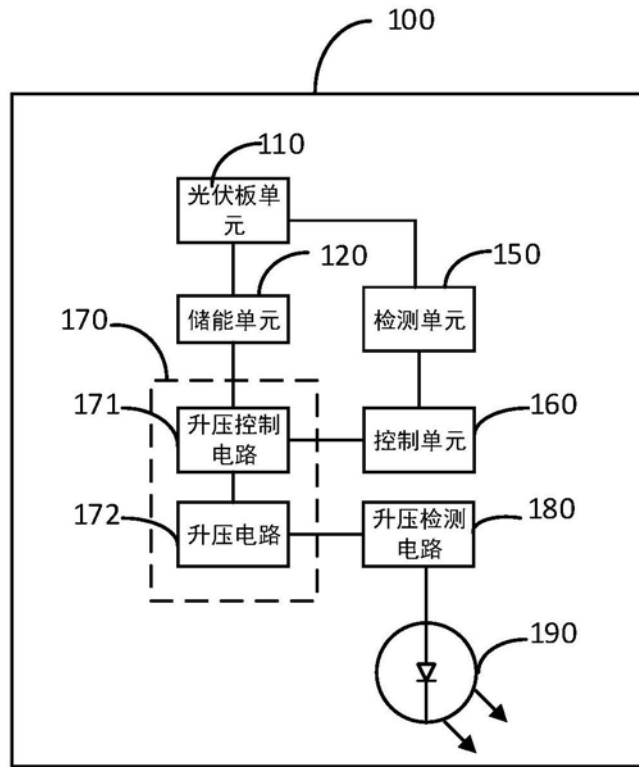 100
110
光伏板单
元
120
150
170
储能单元
检测单元
171
升压控制
电路
控制单元
160
172
升压电路
升压检测
电路
180
190